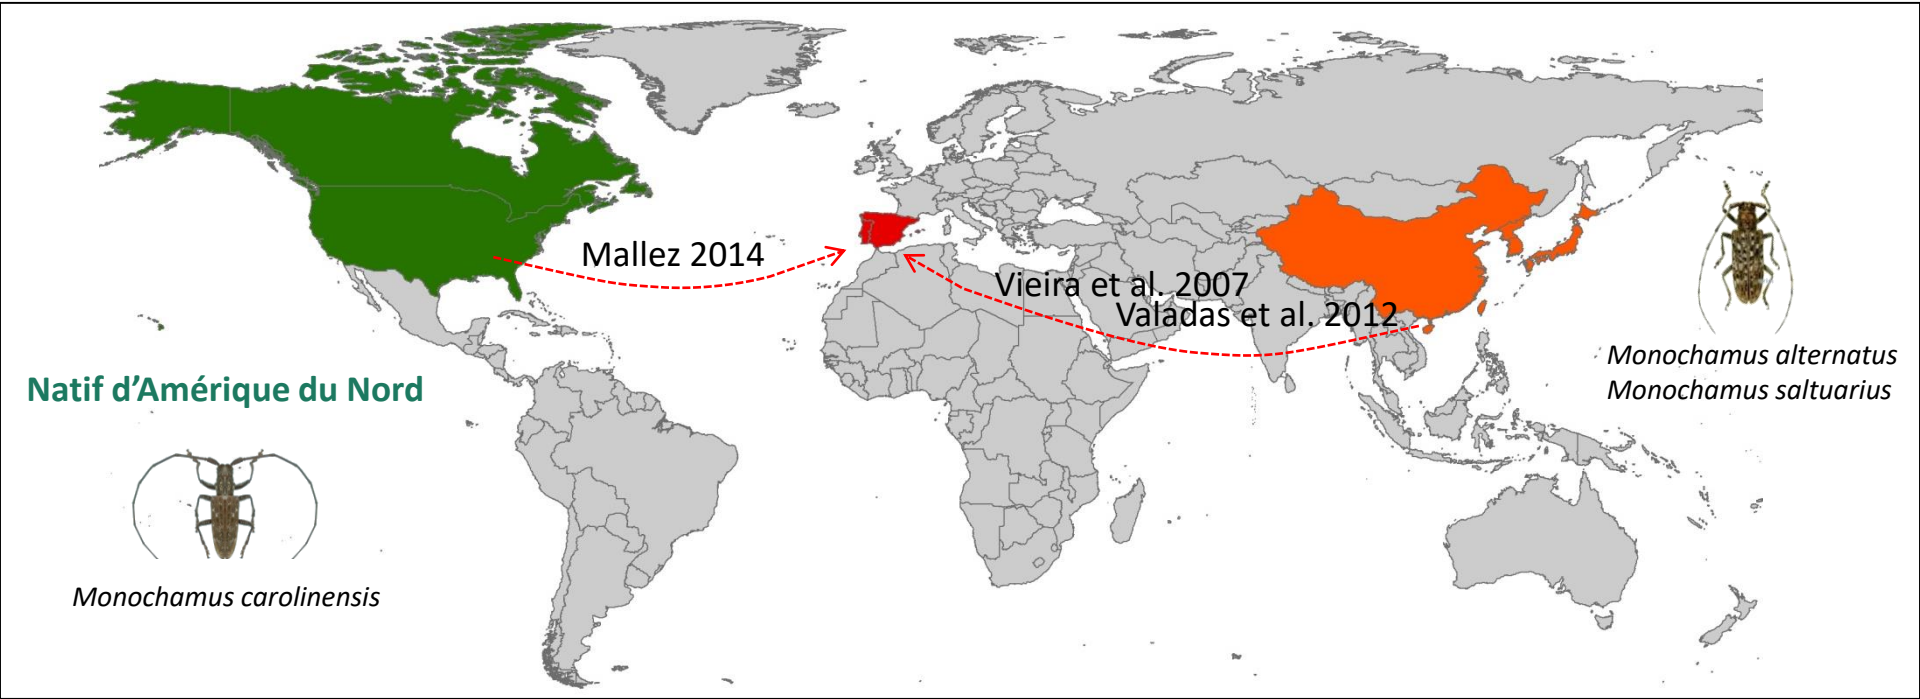 Mallez 2014
Vieira et al. 2007
Valadas et al. 2012
Monochamus alternatus
Monochamus saltuarius
Natif d’Amérique du Nord
Monochamus carolinensis